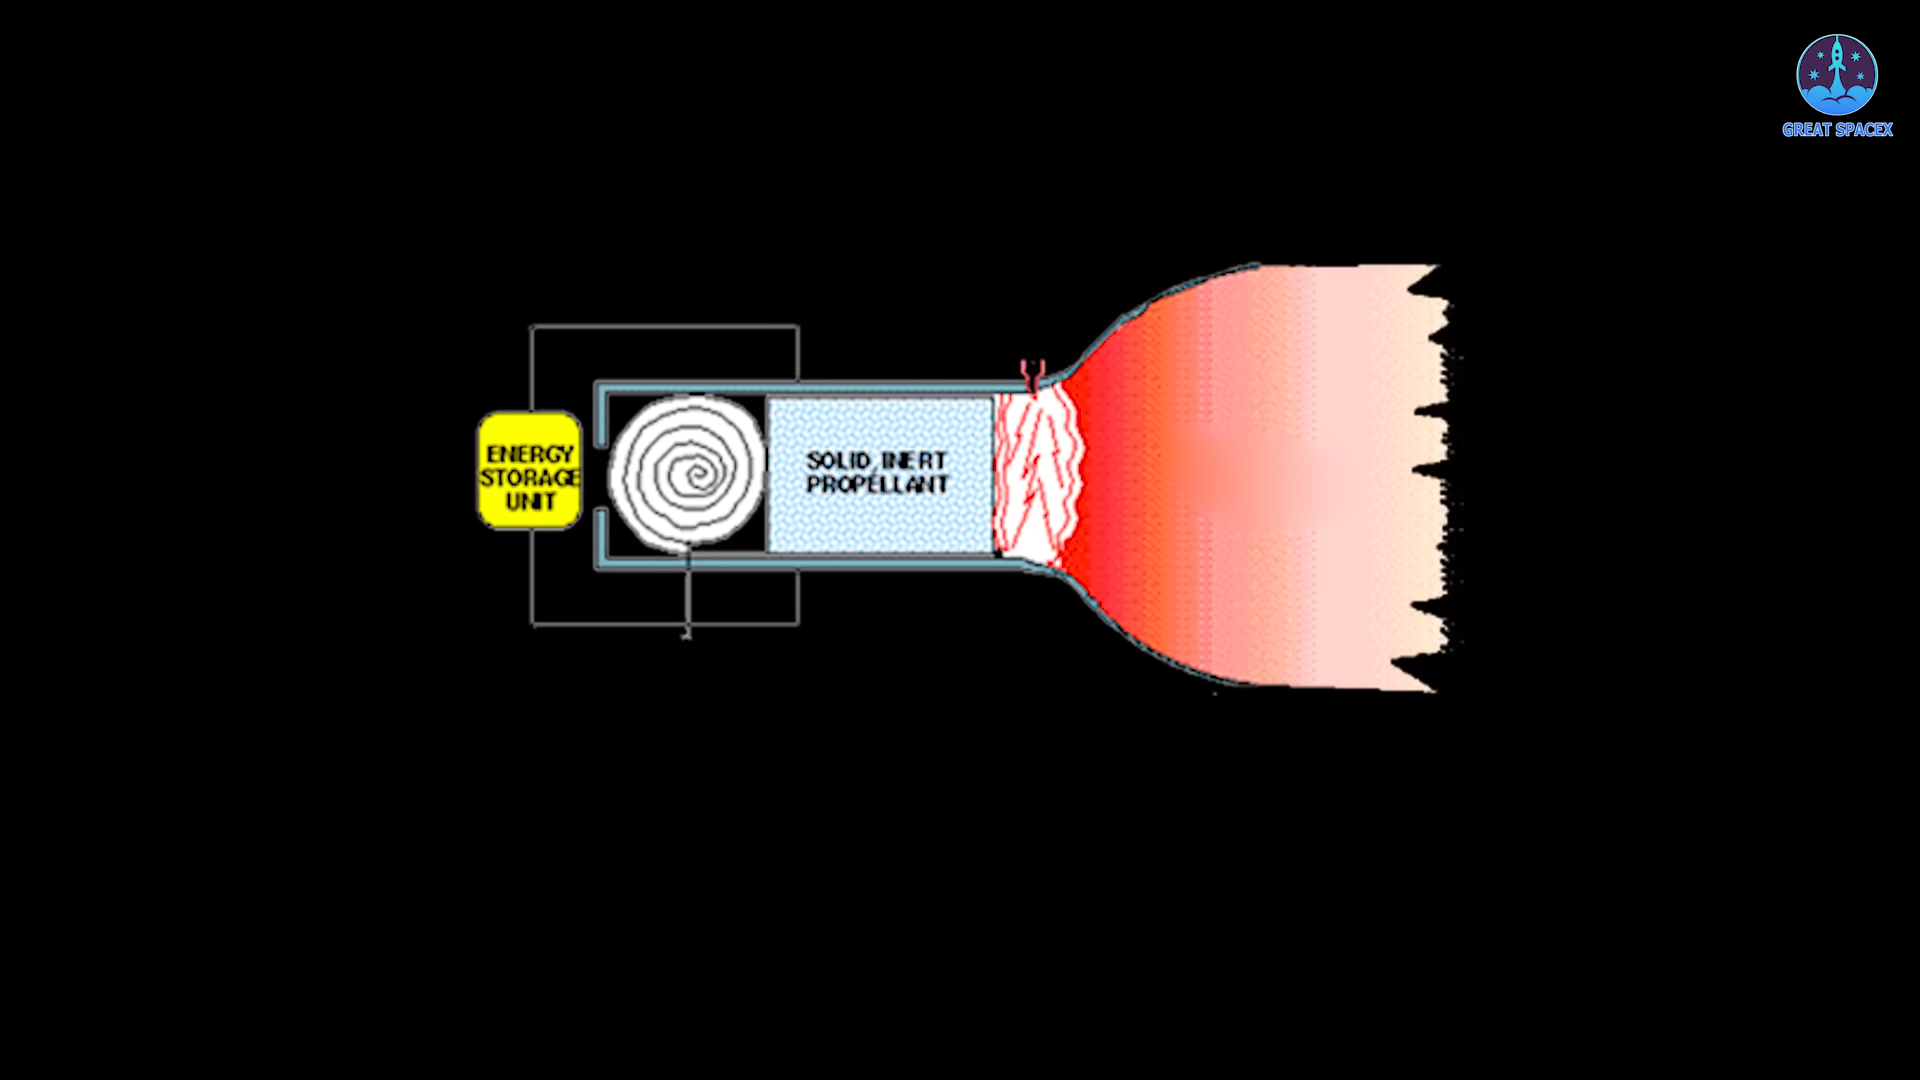 GREAT SPACEX
ENERGY
STORAGE
UNIT
SOLID, INERT
PROPELLANT